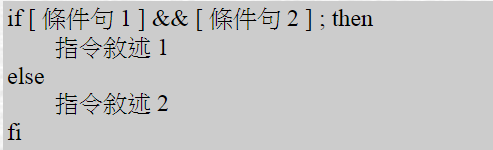 if [ 條件句 1 ] && [ 條件句 2 ] ; then
指令敘述 1
else
指令敘述 2
fi